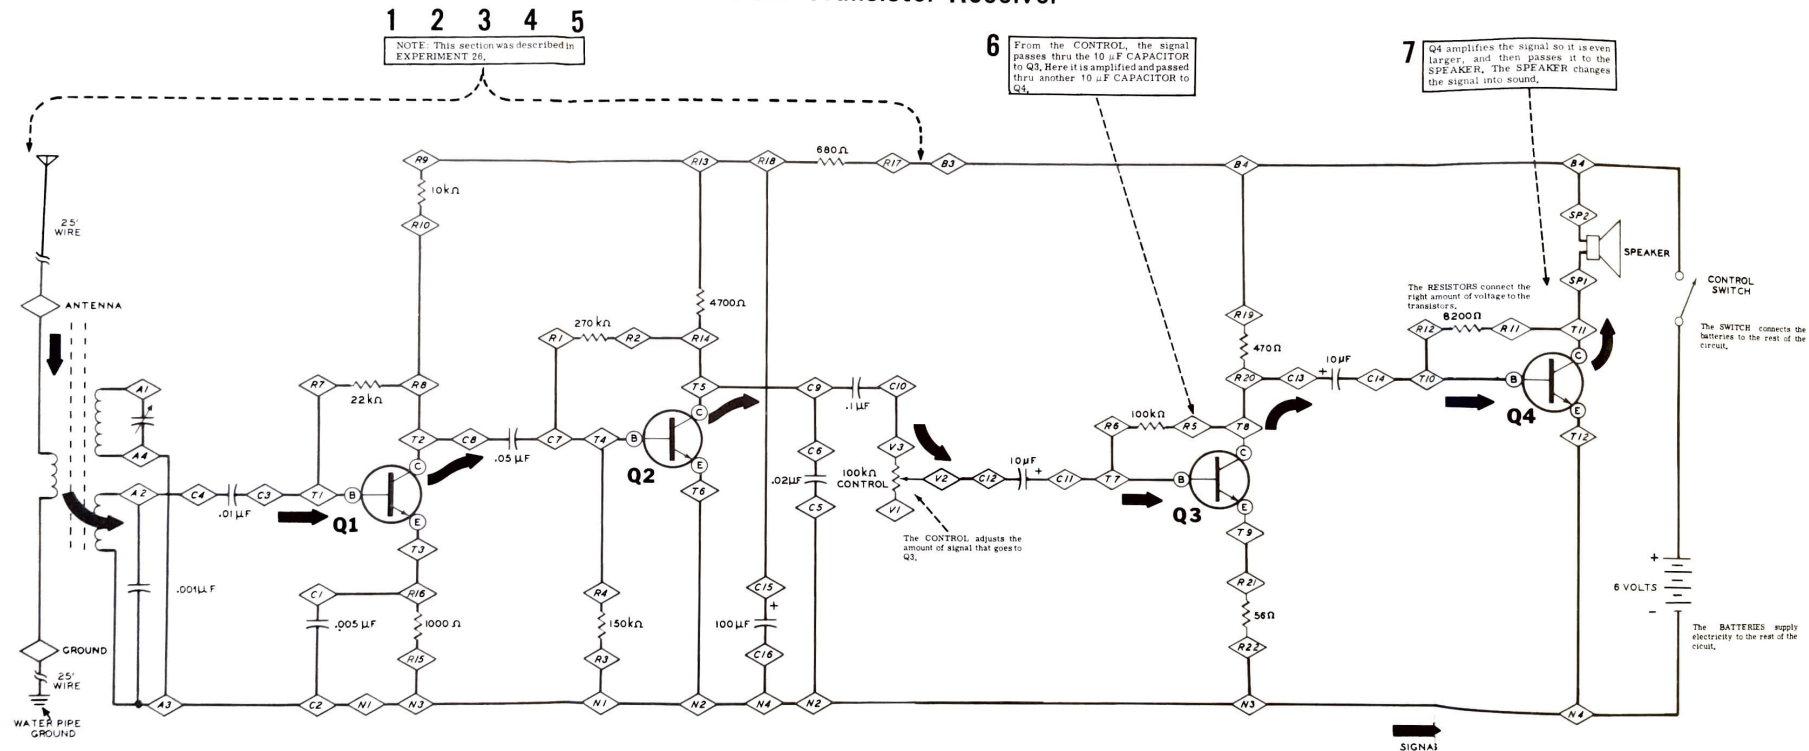 Transistor Receiver
1 2 3 4 5
NOTE: This section was described in
EXPERIMENT 26.
6
From the CONTROL, the signal
passes thru the 10 µF CAPACITOR
to Q3. Here it is amplified and passed
thru another 10 µF CAPACITOR to
Q4.
7
Q4 amplifies the signal so it is even
larger, and then passes it to the
SPEAKER. The SPEAKER changes
the signal into sound.
R9
R13
R18
680Ω
R17
B3
B4
B4
10kΩ
R10
25'
WIRE
SP2
SPEAKER
SP1
CONTROL
SWITCH
ANTENNA
4700Ω
The RESISTORS connect the
right amount of voltage to the
transistors.
R19
8200Ω
R12
R11
T11
The SWITCH connects the
batteries to the rest of the
circuit.
270kΩ
R1
R2
R14
470Ω
10µF
+
C
R20
C13
C14
T10
B
Q4
E
T12
A1
R7
R8
22kΩ
T5
C9
C10
.1µF
C
100kΩ
R6
R5
T8
T2
C8
C7
T4
B
.05µF
Q2
E
C6
V3
A4
C
C
100kΩ
CONTROL
10µF
+
.02µF
V2
C12
C11
T7
B
A2
C4
C3
T1
B
.01µF
Q1
E
T6
C5
V1
E
Q3
The CONTROL adjusts the
amount of signal that goes to
Q3.
T3
T9
.001µF
C1
R16
R4
C15
+
R21
+
6 VOLTS
-
.005µF
1000Ω
150kΩ
100µF
56Ω
The BATTERIES supply
electricity to the rest of the
cicuit.
GROUND
R15
R3
C16
R22
25'
WIRE
A3
C2
N1
N3
N1
N2
N4
N2
N3
N4
WATER PIPE
GROUND
SIGNAL